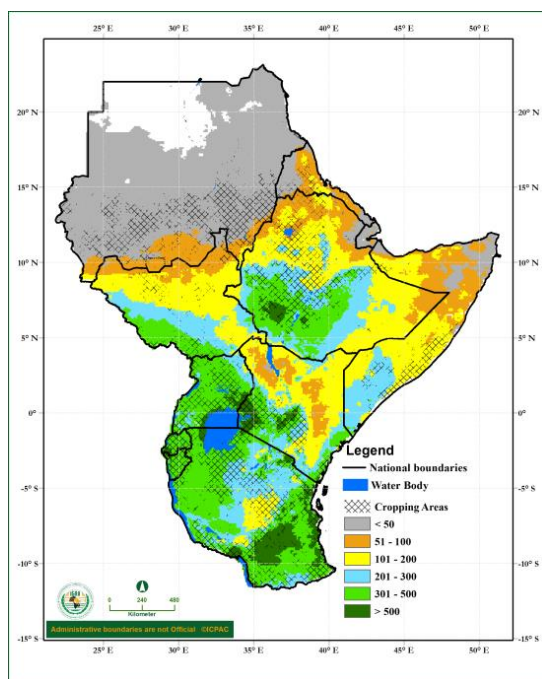 25° E 30° E 35° E 40° E 45° E 50° E
20° N 20° N
15° N 15° N
10° N 10° N
5° N 5° N
0° 0°
-5° S -5° S
-10° S -10° S
-15° S -15° S
Legend
National boundaries
Water Body
Cropping Areas
< 50
51 - 100
101 - 200
201 - 300
301 - 500
> 500
0 240 480
Kilometer
Administrative boundaries are not Official ©ICPAC
25° E 30° E 35° E 40° E 45° E 50° E